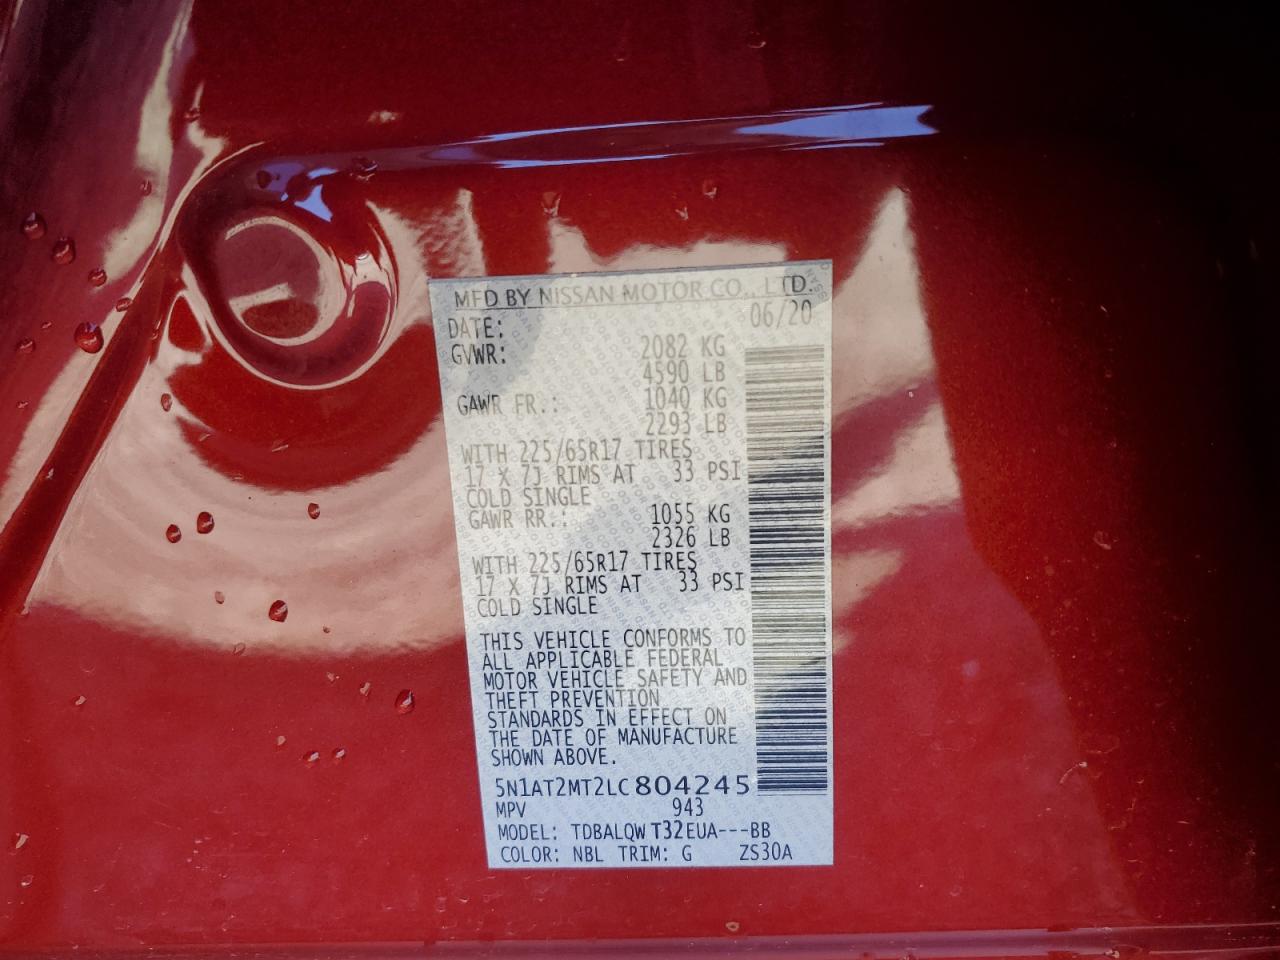 MFD BY NISSAN MOTOR CO., LTD.
DATE: 06/20
GVWR: 2082 KG
4590 LB
GAWR FR.: 1040 KG
2293 LB
WITH 225/65R17 TIRES
17 X 7J RIMS AT 33 PSI
COLD SINGLE
GAWR RR.: 1055 KG
2326 LB
WITH 225/65R17 TIRES
17 X 7J RIMS AT 33 PSI
COLD SINGLE
THIS VEHICLE CONFORMS TO
ALL APPLICABLE FEDERAL
MOTOR VEHICLE SAFETY AND
THEFT PREVENTION
STANDARDS IN EFFECT ON
THE DATE OF MANUFACTURE
SHOWN ABOVE.
5N1AT2MT2LC804245
MPV 943
MODEL: TDBALQWT32EUA---BB
COLOR: NBL TRIM: G ZS30A